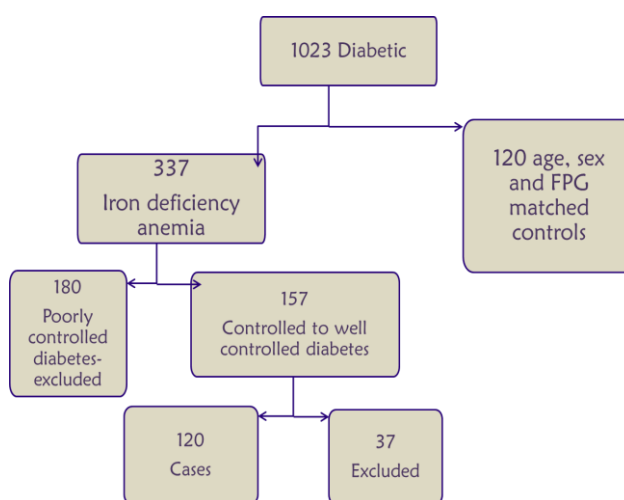 1023 Diabetic
337
Iron deficiency
anemia
120 age, sex
and FPG
matched
controls
180
Poorly
controlled
diabetes-
excluded
157
Controlled to well
controlled diabetes
120
Cases
37
Excluded